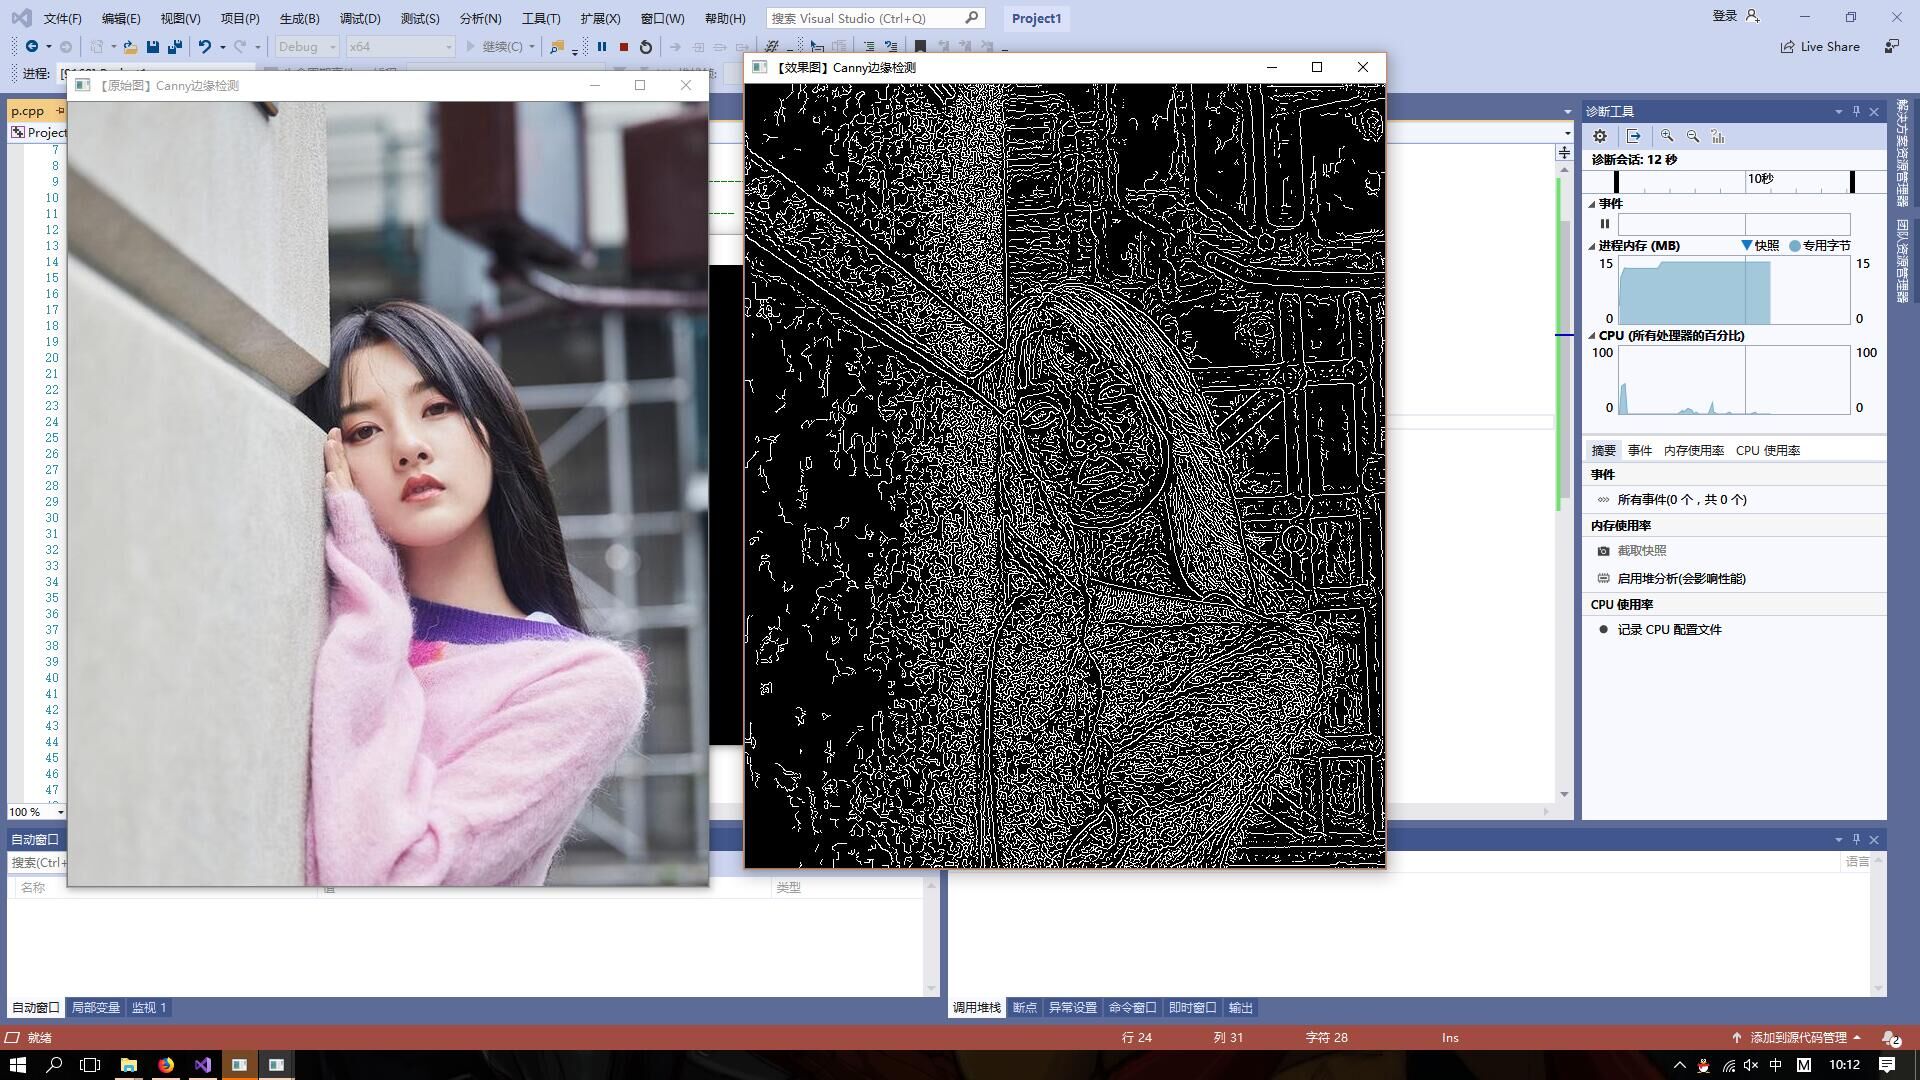 文件(F) 编辑(E) 视图(V) 项目(P) 生成(B) 调试(D) 测试(S) 分析(N) 工具(T) 扩展(X) 窗口(W) 帮助(H) 搜索 Visual Studio (Ctrl+Q) Project1 登录
Debug x64 继续(C) Live Share
进程:
【原始图】Canny边缘检测
【效果图】Canny边缘检测
p.cpp
Project
7
8
9
10
11
12
13
14
15
16
17
18
19
20
21
22
23
24
25
26
27
28
29
30
31
32
33
34
35
36
37
38
39
40
41
42
43
44
45
46
47
100 %
诊断工具
诊断会话: 12 秒
10秒
事件
进程内存 (MB) 快照 专用字节
15 15
0 0
CPU (所有处理器的百分比)
100 100
0 0
摘要 事件 内存使用率 CPU 使用率
事件
所有事件(0 个，共 0 个)
内存使用率
截取快照
启用堆分析(会影响性能)
CPU 使用率
记录 CPU 配置文件
解决方案资源管理器
团队资源管理器
自动窗口
搜索(Ctrl+
名称 值 类型
语言
自动窗口 局部变量 监视 1
调用堆栈 断点 异常设置 命令窗口 即时窗口 输出
就绪 行 24 列 31 字符 28 Ins 添加到源代码管理 2
中 M 10:12